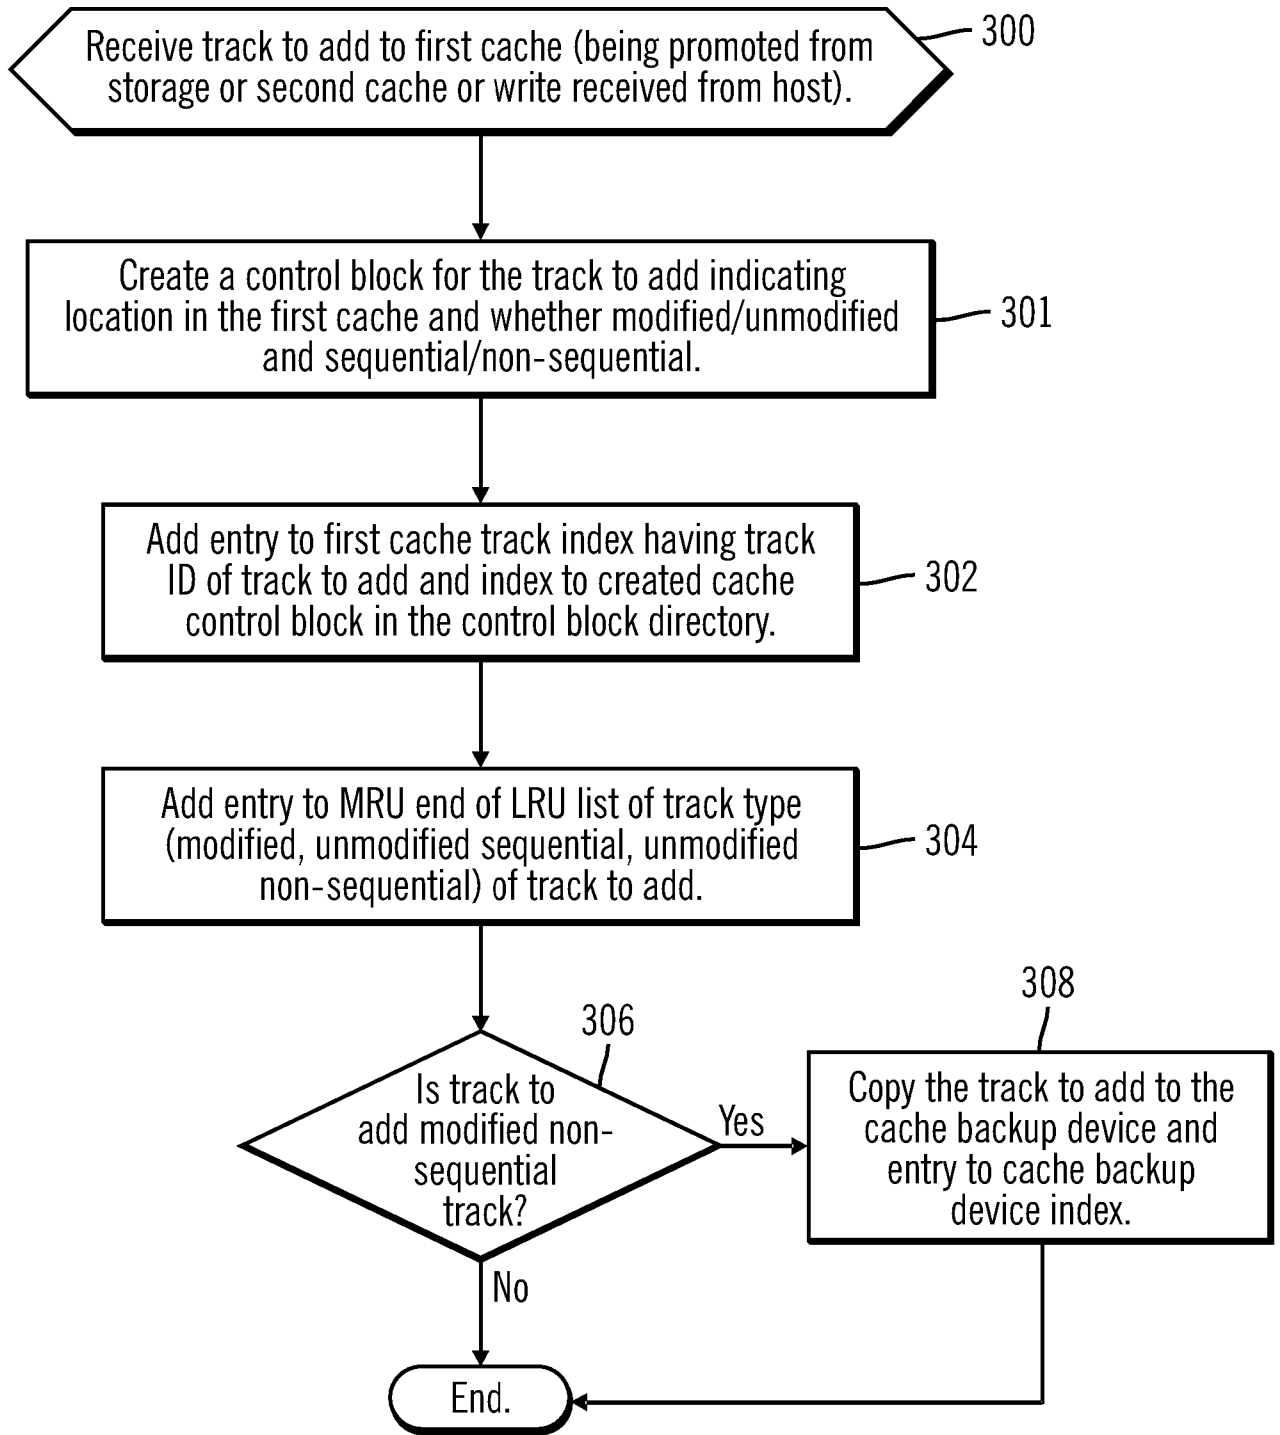 Receive track to add to first cache (being promoted from
storage or second cache or write received from host).
300
Create a control block for the track to add indicating
location in the first cache and whether modified/unmodified
and sequential/non-sequential.
301
Add entry to first cache track index having track
ID of track to add and index to created cache
control block in the control block directory.
302
Add entry to MRU end of LRU list of track type
(modified, unmodified sequential, unmodified
non-sequential) of track to add.
304
306
Is track to
add modified non-
sequential
track?
Yes
No
308
Copy the track to add to the
cache backup device and
entry to cache backup
device index.
End.